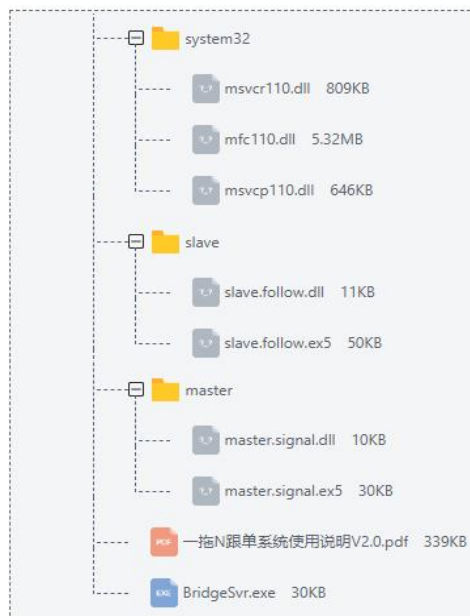 system32
msvcr110.dll 809KB
mfc110.dll 5.32MB
msvcp110.dll 646KB
slave
slave.follow.dll 11KB
slave.follow.ex5 50KB
master
master.signal.dll 10KB
master.signal.ex5 30KB
PDF 一拖N跟单系统使用说明V2.0.pdf 339KB
EXE BridgeSvr.exe 30KB